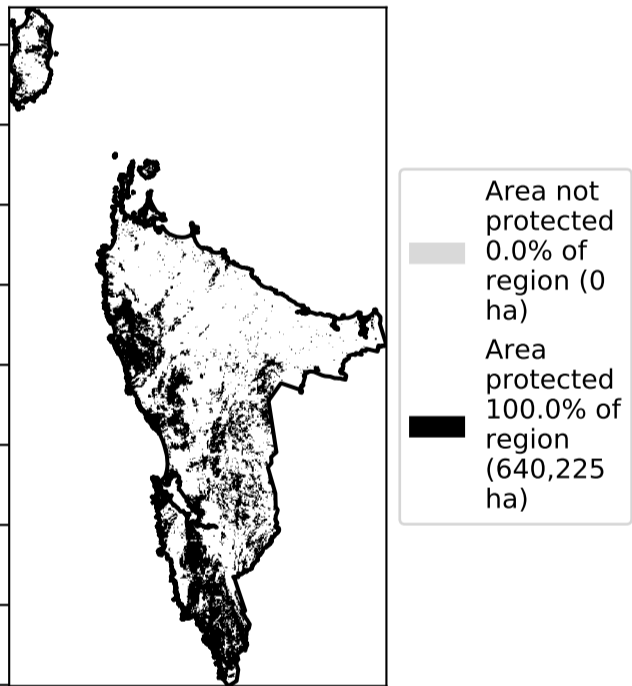 Area not
protected
0.0% of
region (0
ha)
Area
protected
100.0% of
region
(640,225
ha)